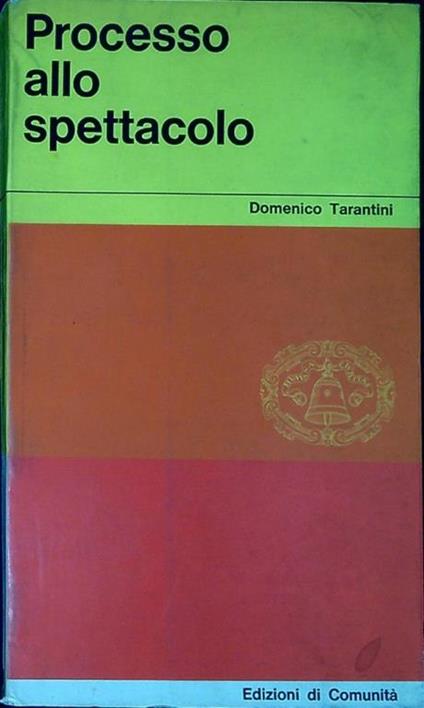 Processo
allo
spettacolo
Domenico Tarantini
Edizioni di Comunità